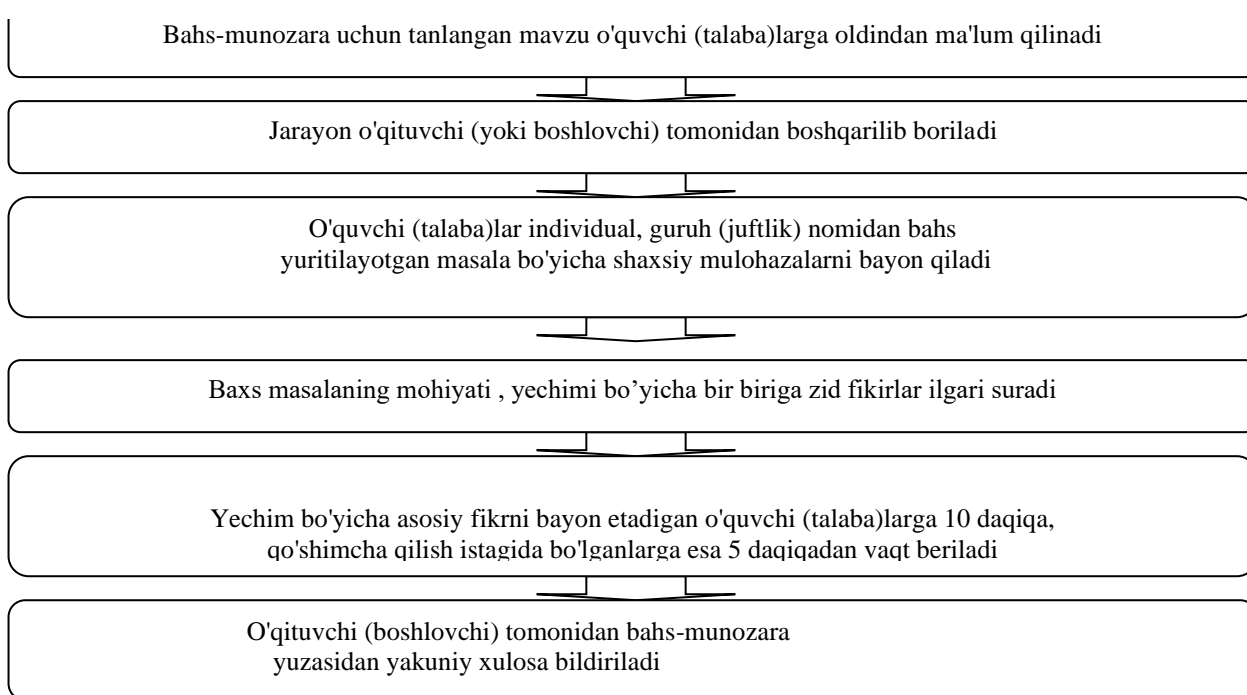 Bahs-munozara uchun tanlangan mavzu o'quvchi (talaba)larga oldindan ma'lum qilinadi
Jarayon o'qituvchi (yoki boshlovchi) tomonidan boshqarilib boriladi
O'quvchi (talaba)lar individual, guruh (juftlik) nomidan bahs
yuritilayotgan masala bo'yicha shaxsiy mulohazalarni bayon qiladi
Baxs masalaning mohiyati , yechimi bo’yicha bir biriga zid fikirlar ilgari suradi
Yechim bo'yicha asosiy fikrni bayon etadigan o'quvchi (talaba)larga 10 daqiqa,
qo'shimcha qilish istagida bo'lganlarga esa 5 daqiqadan vaqt beriladi
O'qituvchi (boshlovchi) tomonidan bahs-munozara
yuzasidan yakuniy xulosa bildiriladi